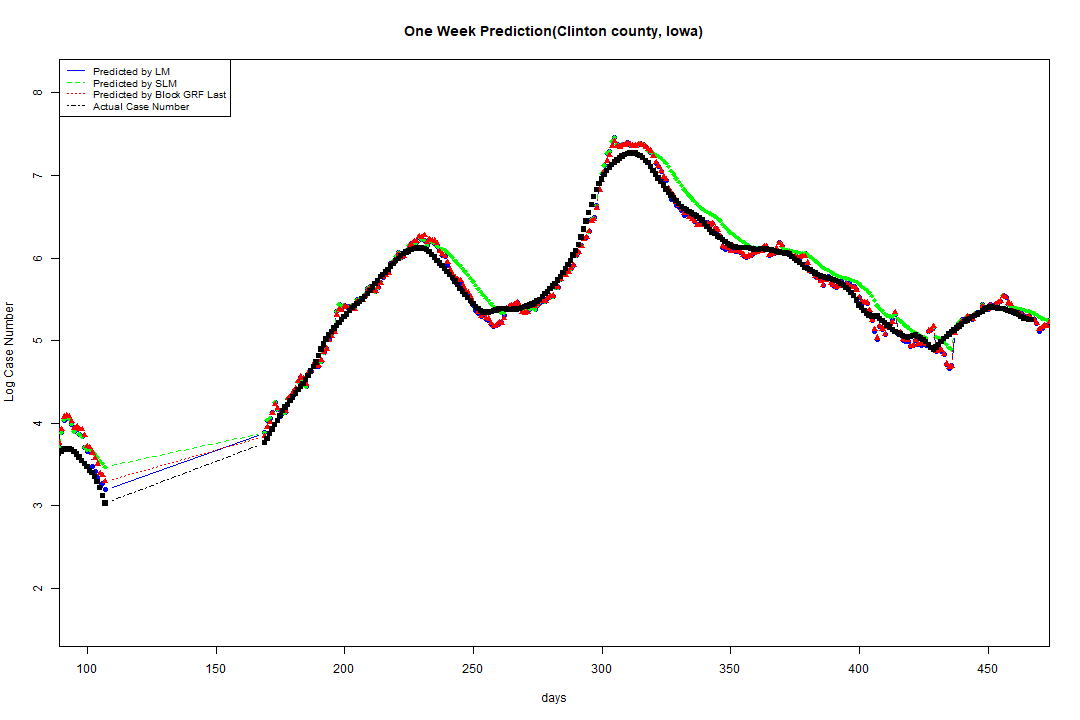 One Week Prediction(Clinton county, Iowa)
Predicted by LM
Predicted by SLM
Predicted by Block GRF Last
Actual Case Number
8
7
6
5
4
3
2
Log Case Number
100 150 200 250 300 350 400 450
days